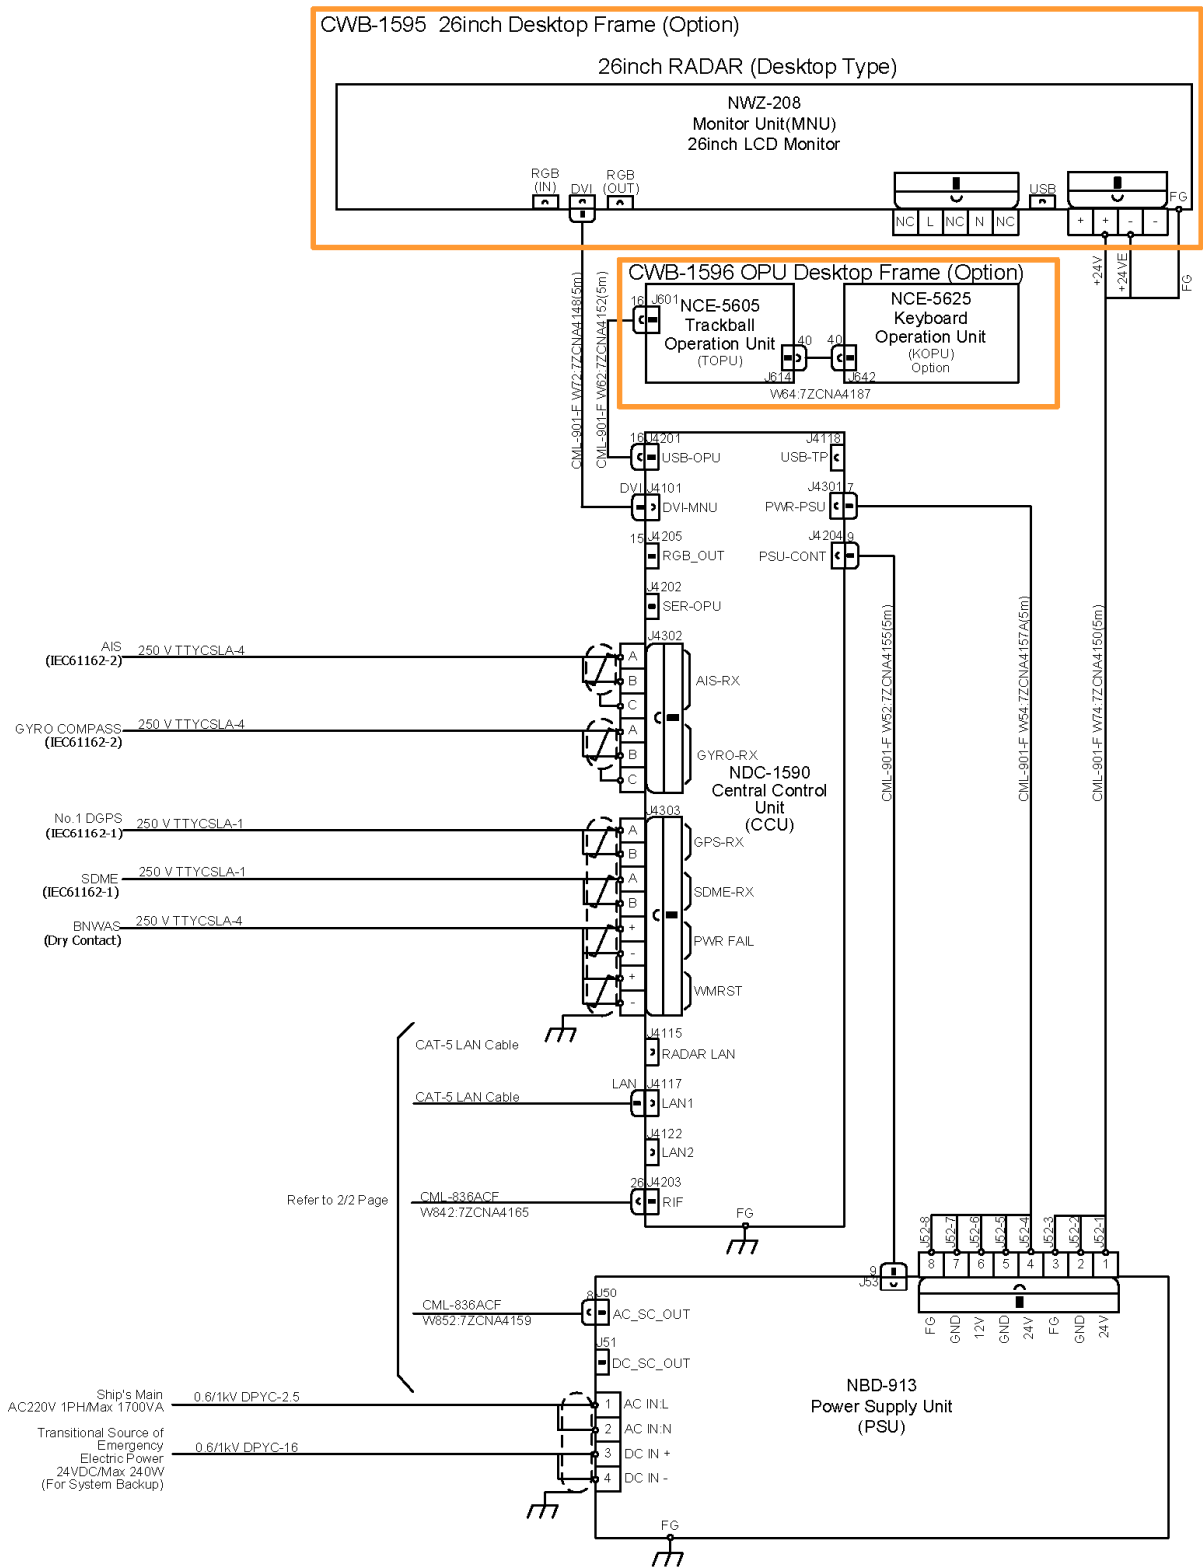 CWB-1595 26inch Desktop Frame (Option)
26inch RADAR (Desktop Type)
NWZ-208
Monitor Unit(MNU)
26inch LCD Monitor
RGB
(IN)
DVI
RGB
(OUT)
USB
FG
NC L NC N NC
+ + - -
+24V
+24VE
FG
CWB-1596 OPU Desktop Frame (Option)
16
J601
NCE-5605
Trackball
Operation Unit
(TOPU)
40
J614
NCE-5625
Keyboard
Operation Unit
(KOPU)
Option
40
J642
W64:7ZCNA4187
CML-901-F W72:7ZCNA4148(5m)
CML-901-F W62:7ZCNA4152(5m)
16 J4201
USB-OPU
J4118
USB-TP
DVI J4101
DVI-MNU
J4301 7
PWR-PSU
15 J4205
RGB_OUT
J4204 9
PSU-CONT
J4202
SER-OPU
CML-901-F W52:7ZCNA4155(5m)
CML-901-F W54:7ZCNA4157A(5m)
CML-901-F W74:7ZCNA4150(5m)
AIS
(IEC61162-2)
250 V TTYCSLA-4
J4302
A
B
C
AIS-RX
GYRO COMPASS
(IEC61162-2)
250 V TTYCSLA-4
A
B
C
GYRO-RX
NDC-1590
Central Control
Unit
(CCU)
No.1 DGPS
(IEC61162-1)
250 V TTYCSLA-1
J4303
A
B
GPS-RX
SDME
(IEC61162-1)
250 V TTYCSLA-1
A
B
SDME-RX
BNWAS
(Dry Contact)
250 V TTYCSLA-4
+
-
PWR FAIL
+
-
WMRST
CAT-5 LAN Cable
J4115
RADAR LAN
CAT-5 LAN Cable
LAN J4117
LAN1
J4122
LAN2
Refer to 2/2 Page
CML-836ACF
W842:7ZCNA4165
26 J4203
RIF
FG
J52-8 J52-7 J52-6 J52-5 J52-4 J52-3 J52-2 J52-1
8 7 6 5 4 3 2 1
FG GND 12V GND 24V FG GND 24V
9
J53
CML-836ACF
W852:7ZCNA4159
8 J50
AC_SC_OUT
J51
DC_SC_OUT
NBD-913
Power Supply Unit
(PSU)
Ship's Main
AC220V 1PH/Max 1700VA
0.6/1kV DPYC-2.5
1 AC IN:L
2 AC IN:N
Transitional Source of
Emergency
Electric Power
24VDC/Max 240W
(For System Backup)
0.6/1kV DPYC-16
3 DC IN +
4 DC IN -
FG